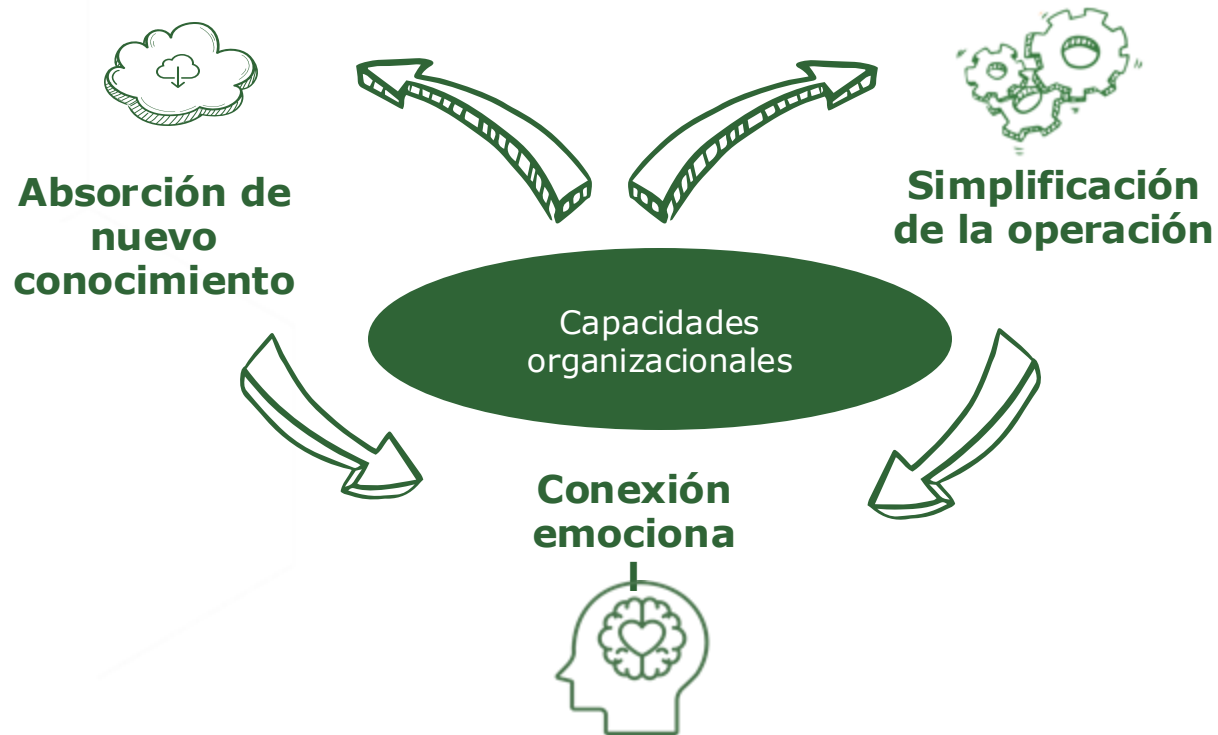 Absorción de
nuevo
conocimiento
Simplificación
de la operación
Capacidades
organizacionales
Conexión
emociona
l